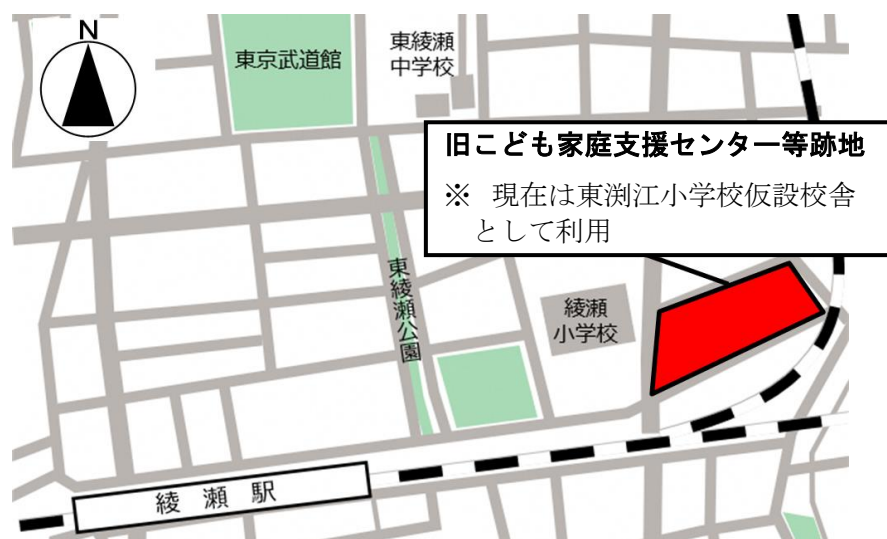 N
東京武道館
東綾瀬
中学校
旧こども家庭支援センター等跡地
※ 現在は東渕江小学校仮設校舎
として利用
東綾瀬公園
綾瀬
小学校
綾瀬駅